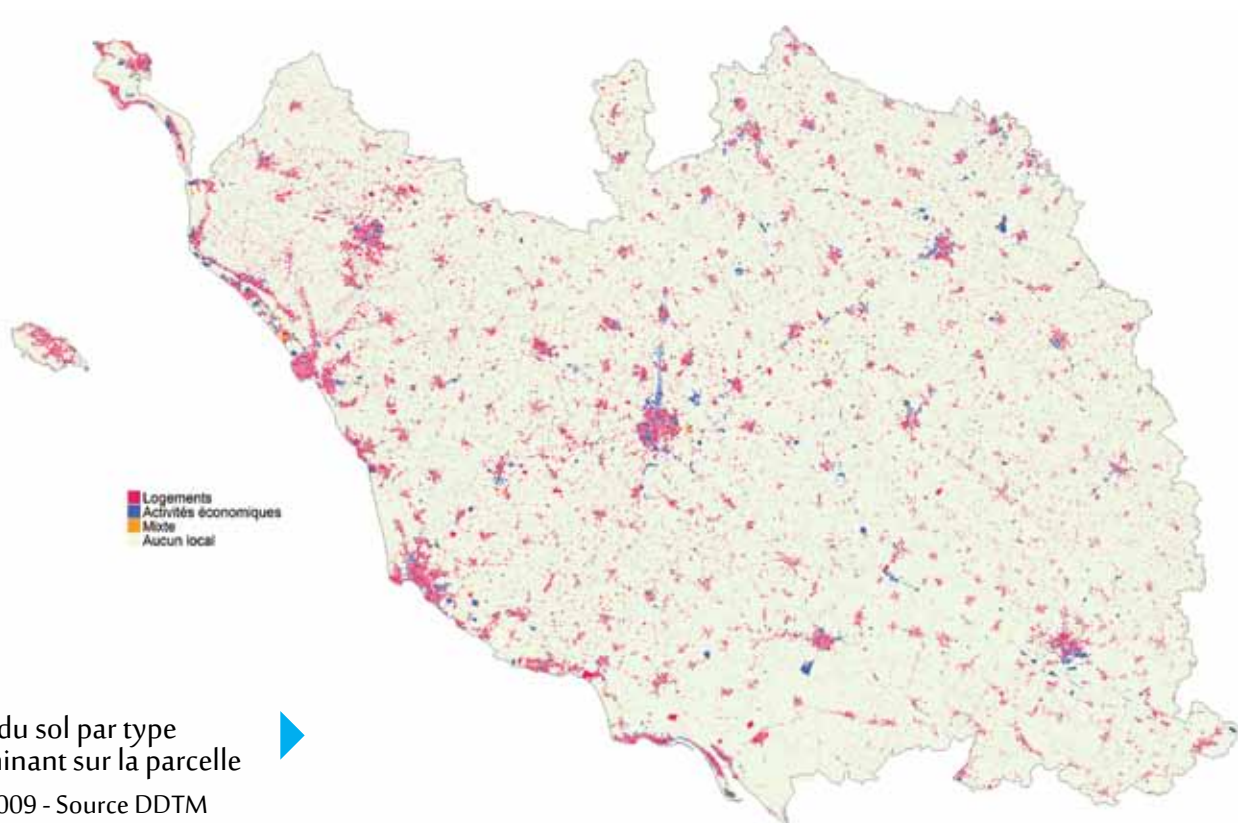 Logements
Activités économiques
Mixte
Aucun local
du sol par type
inant sur la parcelle
009 - Source DDTM